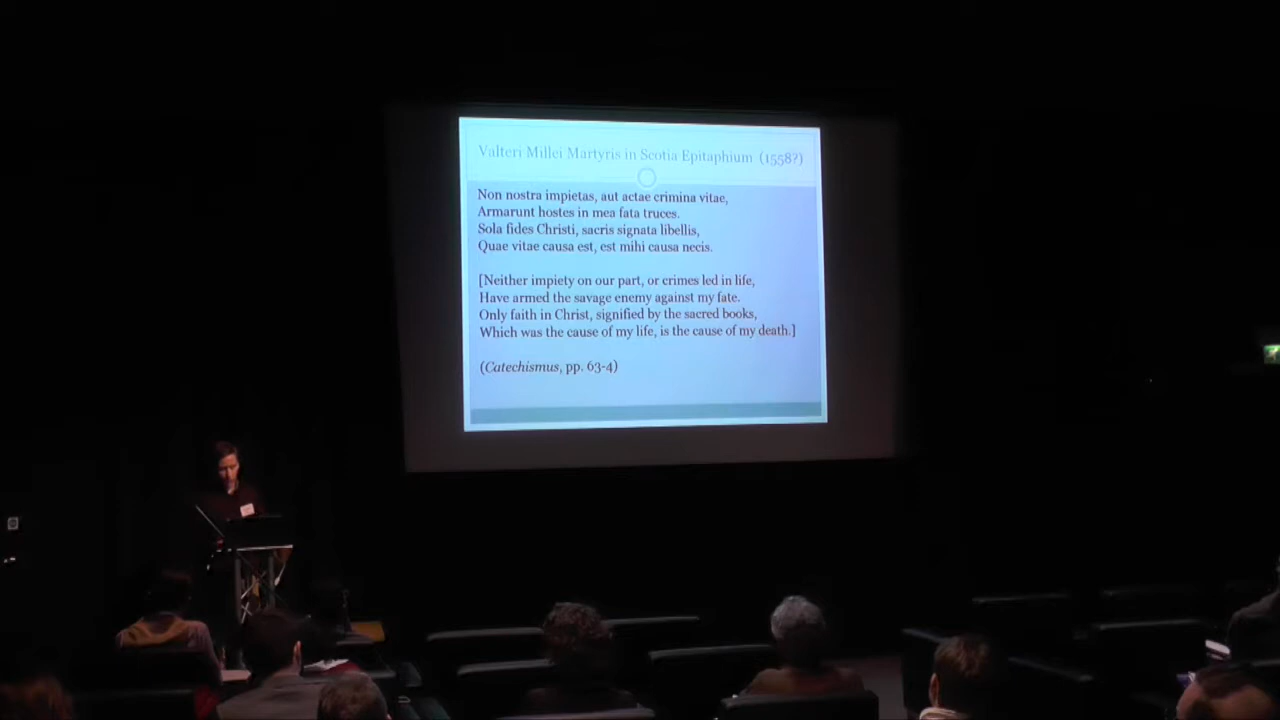 Valteri Millei Martyris in Scotia Epitaphium (1558?)
Non nostra impietas, aut actae crimina vitae,
Armarunt hostes in mea fata truces.
Sola fides Christi, sacris signata libellis,
Quae vitae causa est, est mihi causa necis.
[Neither impiety on our part, or crimes led in life,
Have armed the savage enemy against my fate.
Only faith in Christ, signified by the sacred books,
Which was the cause of my life, is the cause of my death.]
(Catechismus, pp. 63-4)